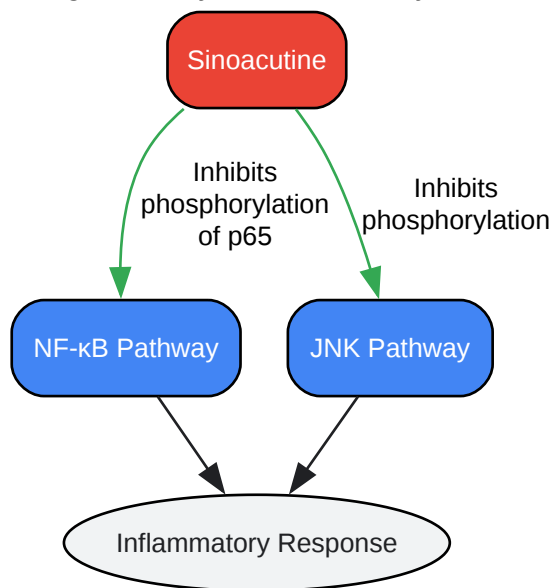 Sinoacutine
Inhibits
phosphorylation
of p65
Inhibits
phosphorylation
NF-κB Pathway
JNK Pathway
Inflammatory Response